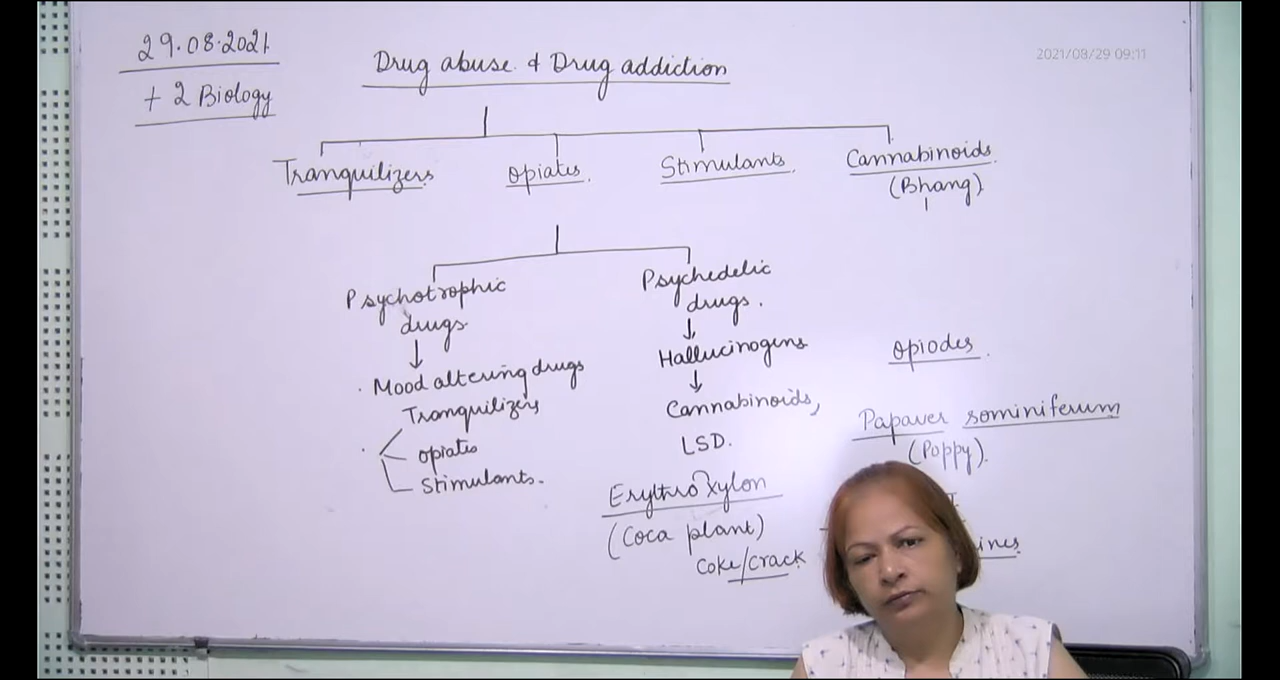 29.08.2021
+ 2 Biology
2021/08/29 09:11
Drug abuse & Drug addiction
Tranquilizers
opiates.
Stimulants.
Cannabinoids.
(Bhang)
Psychotrophic
drugs.
↓
. Mood altering drugs
Tranquilizers
. opiates
Stimulants.
Psychedelic
drugs.
↓
Hallucinogens
↓
Cannabinoids,
LSD.
Erythroxylon
(Coca plant)
Coke/crack
opiodes.
Papaver sominiferum
(Poppy).